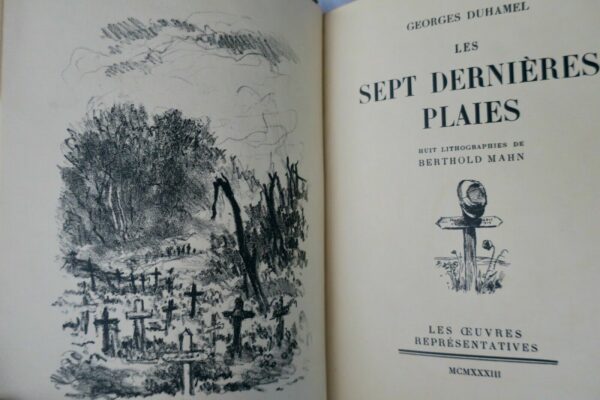 GEORGES DUHAMEL
LES
SEPT DERNIÈRES
PLAIES
HUIT LITHOGRAPHIES DE
BERTHOLD MAHN
LES ŒUVRES
REPRÉSENTATIVES
MCMXXXIII